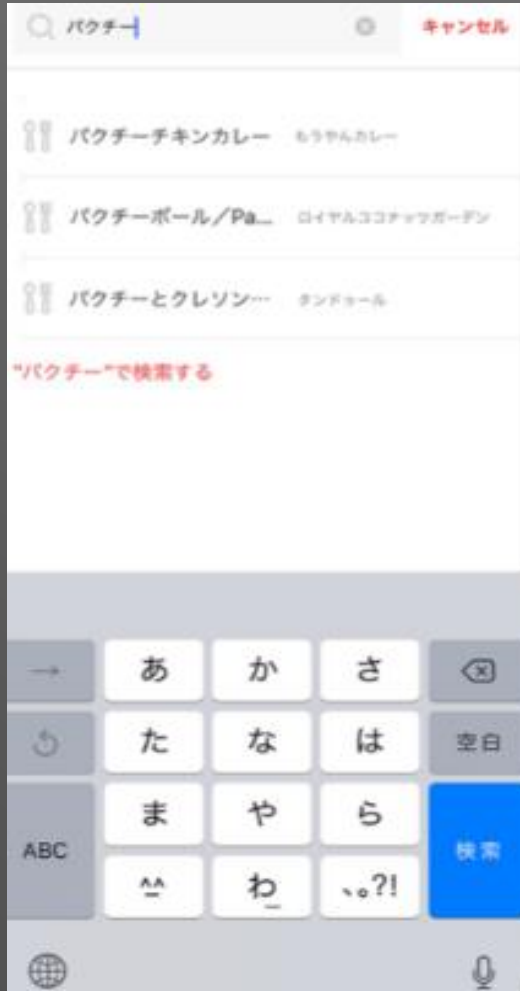 パクチー キャンセル
パクチーチキンカレー もうやんカレー
パクチーボール／Pa... ロイヤルココナッツガーデン
パクチーとクレソン… タンドゥール
"パクチー"で検索する
→ あ か さ
た な は 空白
ABC ま や ら 検索
^^ わ_ 、。?!